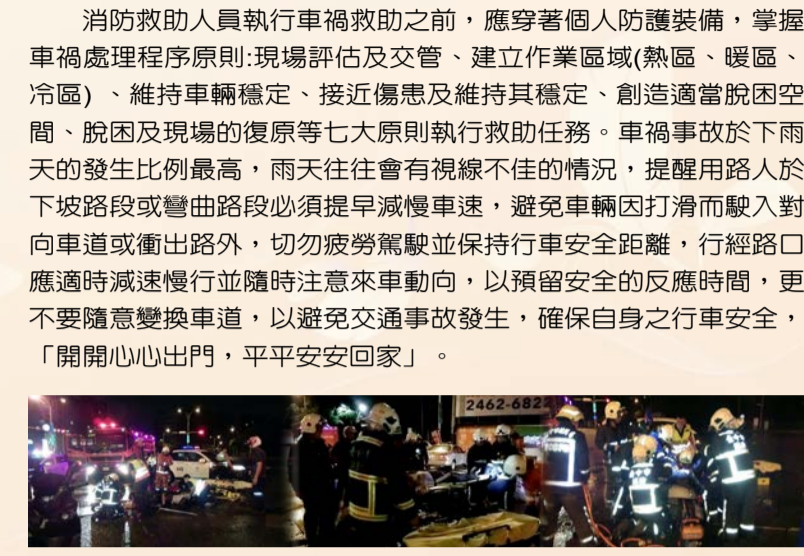 消防救助人員執行車禍救助之前，應穿著個人防護裝備，掌握
車禍處理程序原則:現場評估及交管、建立作業區域(熱區、暖區、
冷區) 、維持車輛穩定、接近傷患及維持其穩定、創造適當脫困空
間、脫困及現場的復原等七大原則執行救助任務。車禍事故於下雨
天的發生比例最高，雨天往往會有視線不佳的情況，提醒用路人於
下坡路段或彎曲路段必須提早減慢車速，避免車輛因打滑而駛入對
向車道或衝出路外，切勿疲勞駕駛並保持行車安全距離，行經路口
應適時減速慢行並隨時注意來車動向，以預留安全的反應時間，更
不要隨意變換車道，以避免交通事故發生，確保自身之行車安全，
「開開心心出門，平平安安回家」。
2462-6822